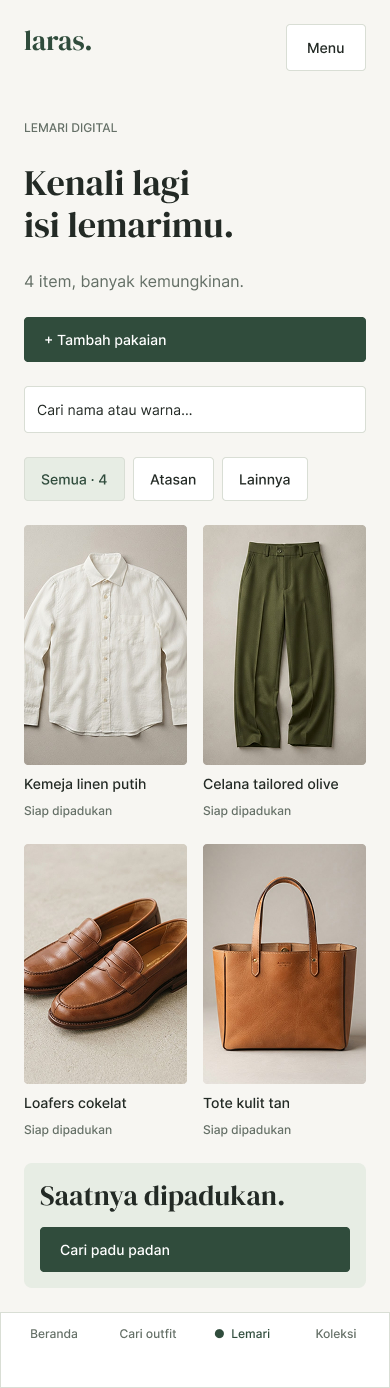 laras.
Menu
LEMARI DIGITAL
Kenali lagi
isi lemarimu.
4 item, banyak kemungkinan.
+ Tambah pakaian
Cari nama atau warna...
Semua · 4
Atasan
Lainnya
Kemeja linen putih
Siap dipadukan
Celana tailored olive
Siap dipadukan
Loafers cokelat
Siap dipadukan
Tote kulit tan
Siap dipadukan
Saatnya dipadukan.
Cari padu padan
Beranda
Cari outfit
Lemari
Koleksi